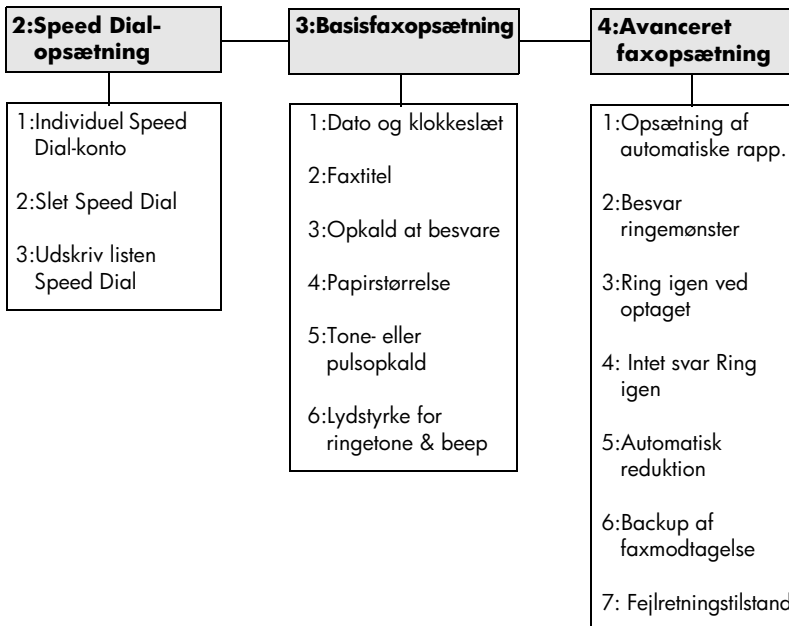 2:Speed Dial-
opsætning
1:Individuel Speed
Dial-konto
2:Slet Speed Dial
3:Udskriv listen
Speed Dial
3:Basisfaxopsætning
1:Dato og klokkeslæt
2:Faxtitel
3:Opkald at besvare
4:Papirstørrelse
5:Tone- eller
pulsopkald
6:Lydstyrke for
ringetone & beep
4:Avanceret
faxopsætning
1:Opsætning af
automatiske rapp.
2:Besvar
ringemønster
3:Ring igen ved
optaget
4: Intet svar Ring
igen
5:Automatisk
reduktion
6:Backup af
faxmodtagelse
7: Fejlretningstilstand